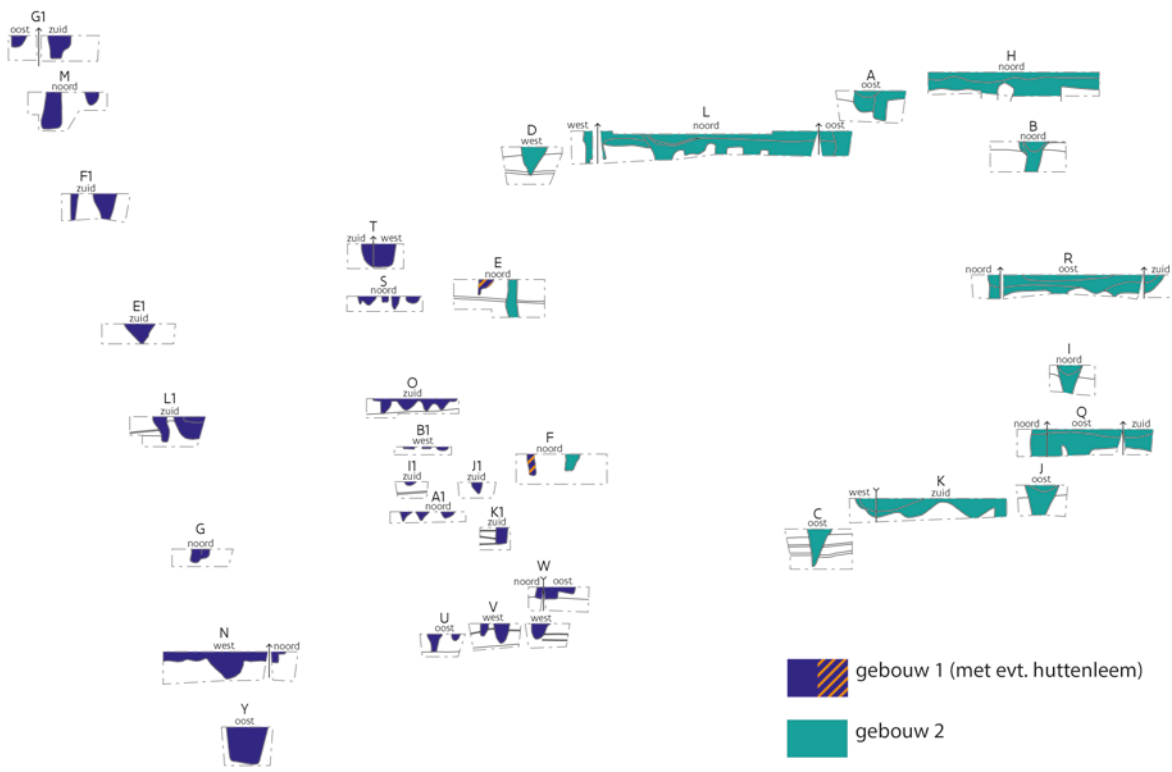 G1
oost zuid
M
noord
F1
zuid
E1
zuid
L1
zuid
G
noord
N
west noord
Y
oost
T
zuid west
S
noord
E
noord
O
zuid
B1
west
I1
zuid
J1
zuid
A1
noord
K1
zuid
F
noord
W
noord oost
V
west
west
U
oost
D
west
L
west noord oost
A
oost
H
noord
B
noord
R
noord oost zuid
I
noord
Q
noord oost zuid
J
oost
K
west zuid
C
oost
gebouw 1 (met evt. huttenleem)
gebouw 2